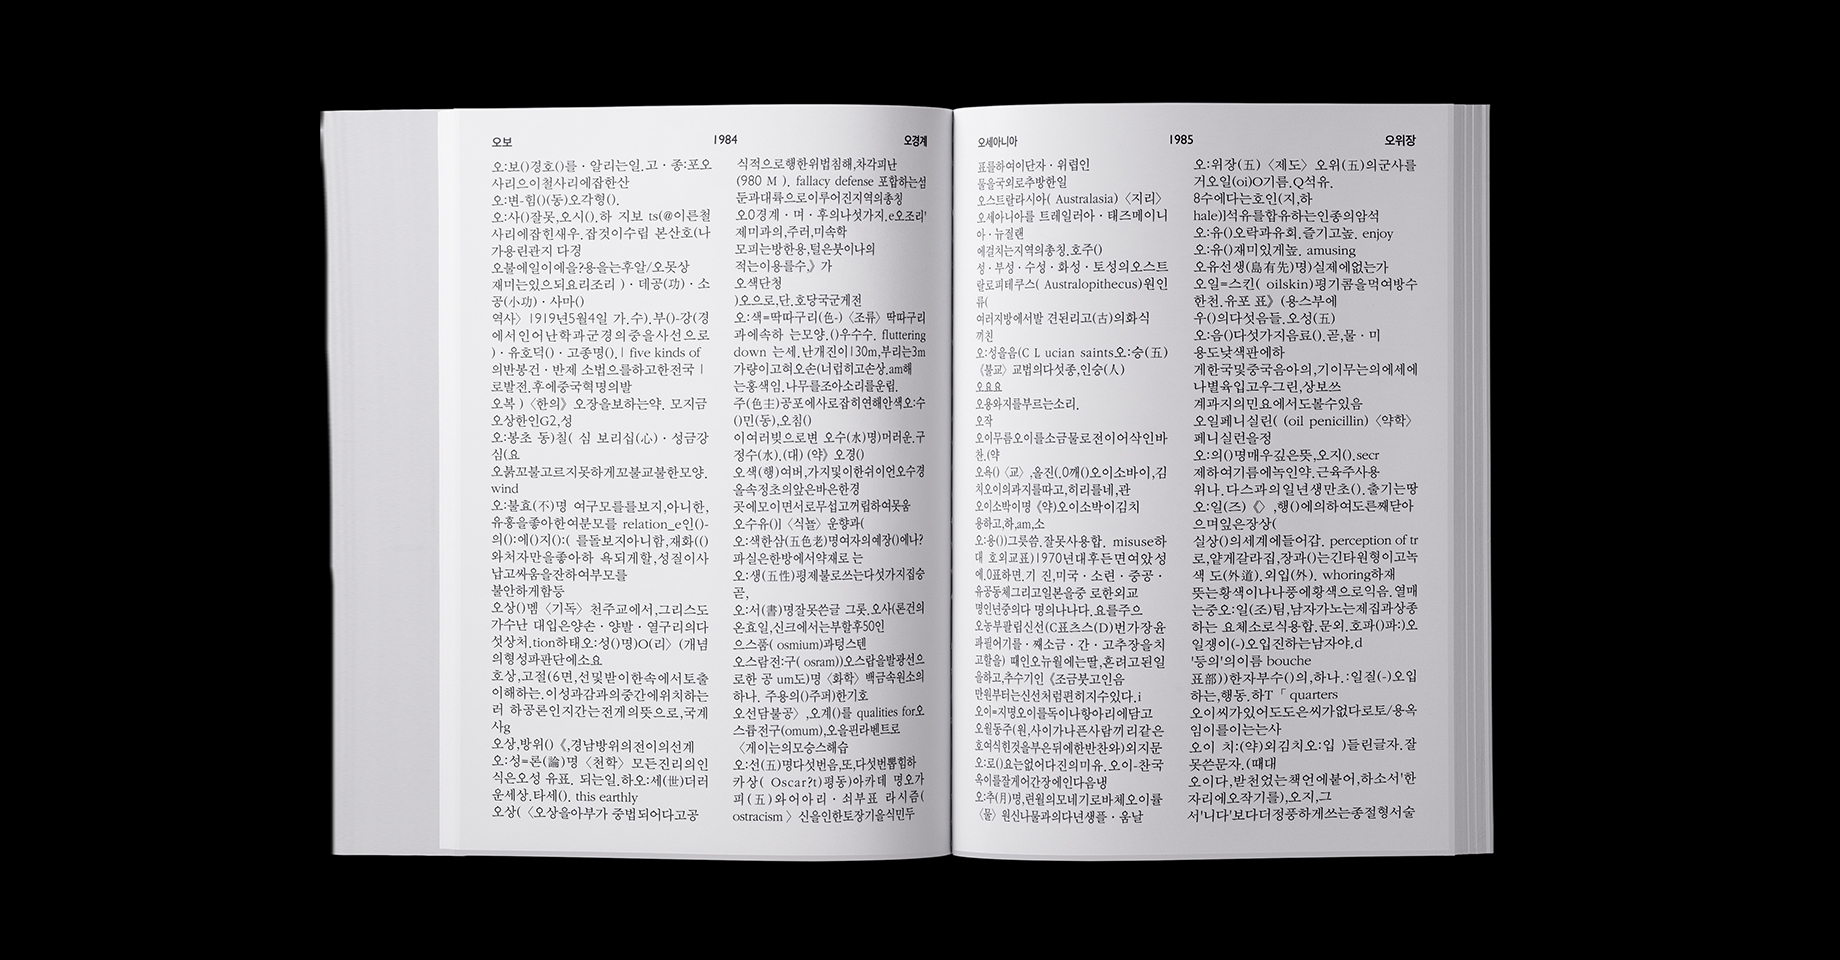 오보
1984
오경계
오:보()경호()를 · 알리는일.고 · 종:포오
사리으이철사리에잡한산
오:변-힘()(동)오각형().
오:사()잘못,오시().하 지보 ts(@이른철
사리에잡힌새우.잡것이수림 본산호(나
가용린관지 다경
오불에일이에을?용을는후알/오뭇상
재미는있으되요리조리 ) · 데공(功) · 소
공(小功) · 사마()
역사〉1919년5월4일 가.수).부()-강(경
에서인어난학과군경의중을사선으로
) · 유호덕() · 고종명().| five kinds of
의반봉건 · 반제 소법으를하고한전국 |
로발전.후에중국혁명의발
오복 )〈한의》 오장을보하는약. 모지금
오상한인G2,성
오:봉초 동)칠( 심 보리심(心) · 성금강
심(요
오붉꼬불고르지못하게꼬불교불한모양.
wind
오:불효(不)명 여구모를를보지,아니한,
유흥을좋아한여분모를 relation_e인()-
의():에()지():( 를돌보지아니함,재화(()
와처자만을좋아하 욕되게할,성질이사
납고싸움을잔하여부모를
불안하게함등
오상()멤〈기독〉천주교에서,그리스도
가수난 대입은양손 · 양발 · 열구리의다
섯상처.tion하태오:성()명)O(리〉(개념
의형성파판단에소요
호상,고절(6면,선및받이한속에서토출
이해하는.이성과감과의중간에위치하는
러 하공론인지간는전게의뜻으로,국계
사g
오상,방위()《,경남방위의전이의선게
오:성=론(論)명〈천학〉모든진리의인
식은오성 유표. 되는일.하오:세(世)더러
운세상.타세(). this earthly
오상(〈오상을아부가 중법되어다고공
식적으로행한위법침해,차각피난
(980 M ). fallacy defense 포합하는섬
둔과대륙으로이루어진지역의총칭
오0경계 · 며 · 후의나섯가지.e오조리'
제미과의,주러,미속학
모피는방한용,털은붓이나의
적는이용를수,》가
오색단청
)오으로,단.호당국군게전
오:색=딱따구리(色-)〈조류〉딱따구리
과에속하 는모양.()우수수. fluttering
down 는세.난개진이|30m,부리는3m
가량이고혀오손(너럽히고손상.am해
는홍색임.나무를조아소리를운립.
주(色主)공포에사로잡히연해안색오:수
()민(동),오침()
이여러빚으로변 오수(水)명)머러운.구
정수(水).(대) (약》오경()
오색(행)여버,가지및이한쉬이언오수경
올속정초의앞은바은한경
곳에모이면서로무섭고꺼립하여뭇움
오수유()]〈식뇰〉운향과(
오:색한삼(五色老)명여자의예장()에나?
파실은한방에서약재로 는
오:생(五性)평제불로쓰는다섯가지집승
곧,
오:서(書)명잘못쓴글 그릇.오사(론건의
온효일,신크에서는부할후50인
으스품( osmium)과텅스텐
오스람전:구( osram))오스람을발광선으
로한 공 um도)명〈화학〉백금속원소의
하나. 주용의()주퍼)한기호
오선담불공〉,오게()를 qualities for오
스륨전구(omum),오을핀라벤트로
〈게이는의모승스해습
오:선(五)명다섯번음,또,다섯번뽐힘하
카상( Oscar?t)평동)아카데 명오가
피(五)와어아리 · 쇠부표 라시즘(
ostracism 〉신을인한토장기을식민두
오세아니아
1985
오위장
표를하여이단자 · 위럽인
물을국외로추방한일
오스트랄라시아( Australasia)〈지리〉
오세아니아를 트레일러아 · 태즈메이니
아 · 뉴질랜
에걸치는지역의총칭.호주()
성 · 부성 · 수성 · 화성 · 토성의오스트
랄로피테쿠스( Australopithecus)원인
류(
여러지방에서발 견된리고(古)의화식
끼친
오:성을음(C L ucian saints오:승(五)
《불교》교범의다섯종,인승(人)
오요요
오용와지를부르는소리.
오작
오이무름오이를소금물로전이어삭인바
찬.(약
오욕()〈교〉,올진(.0깨()오이소바이,김
치오이의과지를따고,히리를네,관
오이소박이명《약)오이소박이김치
용하고,하,am,소
오:용())그릇씀.잘못사용함. misuse하
대 호외교표)1970년대후든면여았성
예.0표하면.기 진,미국 · 소련 · 중공 ·
유공동체그리고일본을중 로한외교
명인년중의다 명의나나다.요를주으
오농부팔림신선(C표츠스(D)번가장윤
과필어기를 · 째소금 · 간 · 고추장을치
고할을) 때인오뉴월에는딸,흔려고된일
을하고,추수기인《조금붓고인음
만원부터는신선처럼편히지수있다.i
오이=지명오이를독이나항아리에담고
오월동주(원.사이가나픈사람끼리같은
호여식힌것을부은뒤에한반찬와)외지문
오:로()요는없어다진의미유.오이-찬국
옥이를잘게어간장에인다음냉
오:추(月)명,련월의모네기로바체오이률
〈물〉원신나물과의다년생플 · 움날
오:위장(五)〈제도〉오위(五)의군사를
거오일(oi)O기름.Q석유.
8수에다는호인(지,하
hale)]석유를합유하는인종의암석
오:유()오락과유회.즐기고높. enjoy
오:유()재미있게높. amusing
오유선생(島有先)명)실제에없는가
오일=스킨( oilskin)평기콤을먹여방수
한천.유포 표》(용스부에
우()의다섯음들.오성(五)
오:음()다섯가지음료().곧,물 · 미
용도낮색판에하
게한국및중국음아의,기이무는의에세에
나별육입고우그린.상보쓰
계과지의민요에서도볼수있음
오일페니실린( (oil penicillin)〈약학〉
페니실런을정
오:의()명매우깊은뜻,오지().secr
제하여기름에녹인약.근육주사용
위나.다스과의일년생만초().출기는땅
오:일(즈)《》,행()에의하여도른째닫아
으며잎은장상(
실상()의세계에들어감. perception of tr
로,얕게갈라집,장과()는긴타원형이고녹
색 도(外道).외입(外). whoring하재
뜻는황색이나나풍에황색으로익음.열매
는중오:일(조)팀,남자가노는제집과상종
하는 요체소로식용합.문외.호파()파:)오
일쟁이(-)오입진하는남자야.d
'등의'의이름 bouche
표部))한자부수()의,하나.:일질(-)오입
하는,행동.하T「 quarters
오이씨가있어도도은씨가없다로토/용옥
임이를이는는사
오이 치:(약)외김치오:입 )들린글자.잘
못쓴문자.(때대
오이다,받천었는책언에붙어,하소서'한
자리에오작기를),오지,그
서'니다'보다더정풍하게쓰는종절형서술